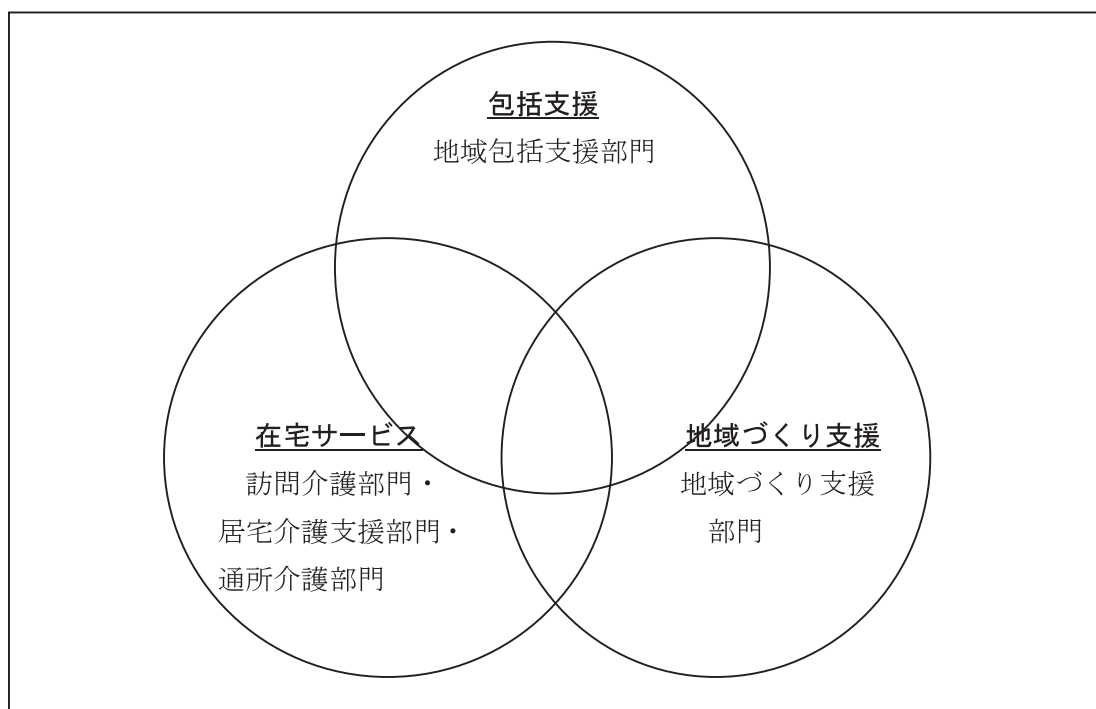 包括支援
地域包括支援部門
在宅サービス
訪問介護部門・
居宅介護支援部門・
通所介護部門
地域づくり支援
地域づくり支援
部門